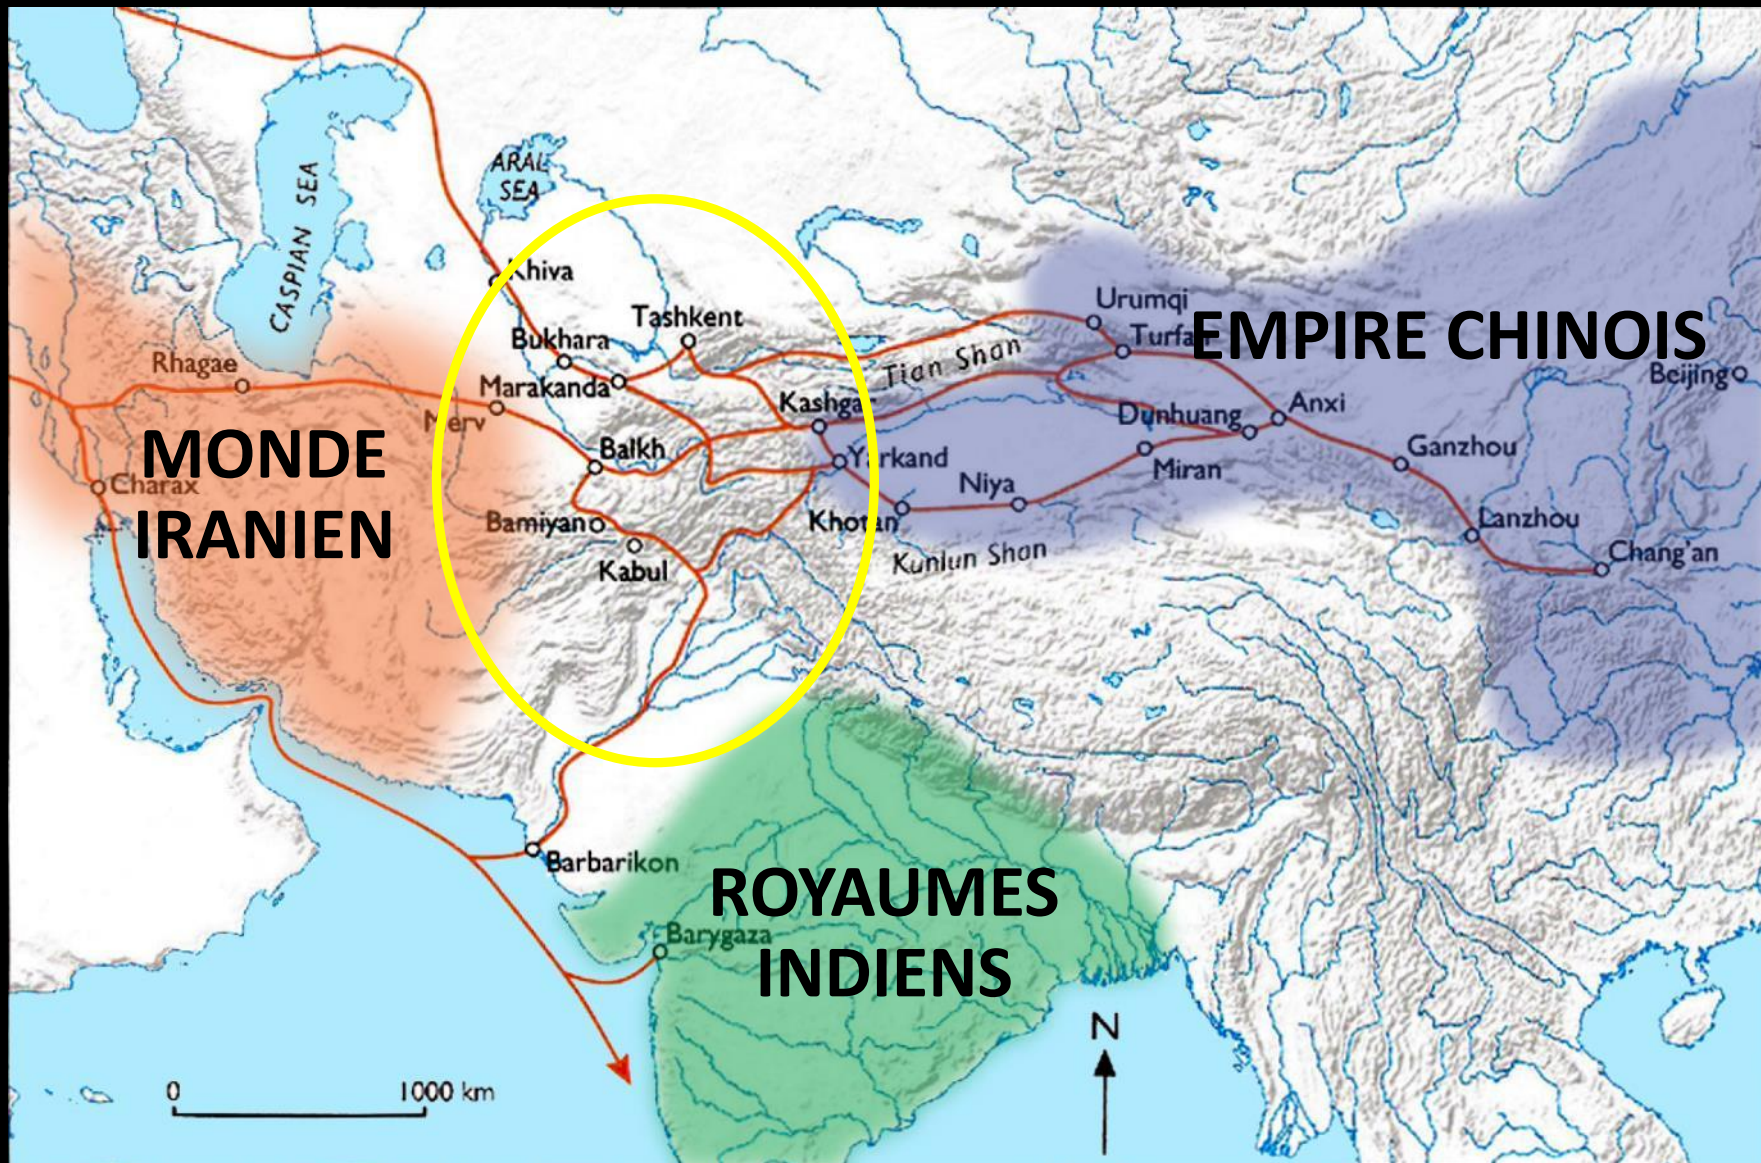 ARAL
SEA
CASPIAN SEA
Khiva
Tashkent
Bukhara
Marakanda
Urumqi
Turfan
EMPIRE CHINOIS
Tian Shan
Rhagae
Merv
Kashgar
Beijing
Anxi
Dunhuang
MONDE
IRANIEN
Balkh
Yarkand
Niya
Miran
Ganzhou
Charax
Bamiyan
Khotan
Lanzhou
Kabul
Kunlun Shan
Chang'an
Barbarikon
ROYAUMES
INDIENS
Barygaza
N
0 1000 km